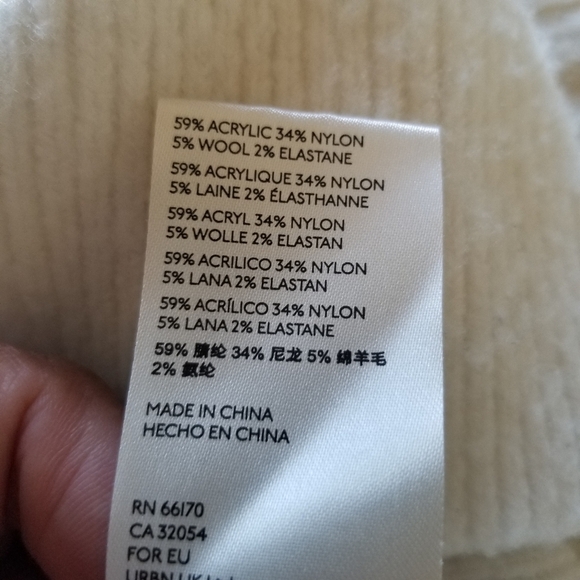 59% ACRYLIC 34% NYLON
5% WOOL 2% ELASTANE
59% ACRYLIQUE 34% NYLON
5% LAINE 2% ÉLASTHANNE
59% ACRYL 34% NYLON
5% WOLLE 2% ELASTAN
59% ACRILICO 34% NYLON
5% LANA 2% ELASTAN
59% ACRÍLICO 34% NYLON
5% LANA 2% ELASTANE
59% 腈纶 34% 尼龙 5% 绵羊毛
2% 氨纶
MADE IN CHINA
HECHO EN CHINA
RN 66170
CA 32054
FOR EU
URBN UK